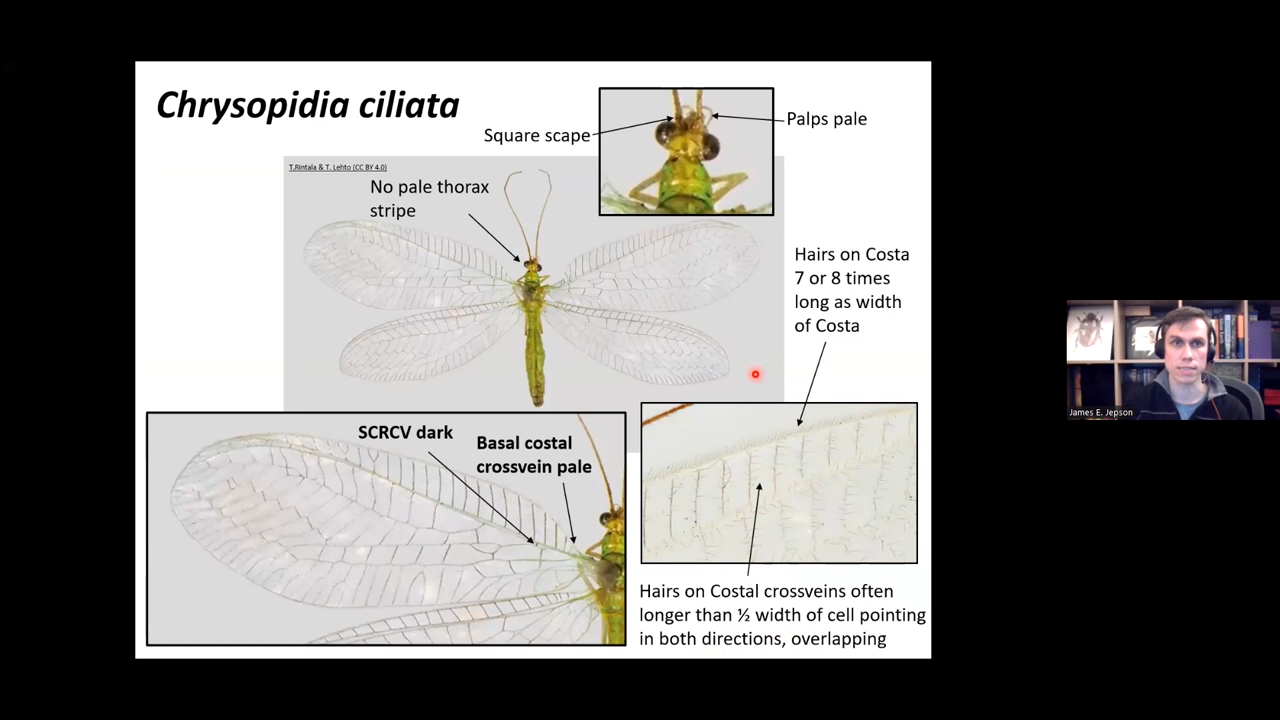 Chrysopidia ciliata
Square scape
Palps pale
T.Rintala & T. Lehto (CC BY 4.0)
No pale thorax
stripe
Hairs on Costa
7 or 8 times
long as width
of Costa
SCRCV dark
Basal costal
crossvein pale
Hairs on Costal crossveins often
longer than ½ width of cell pointing
in both directions, overlapping
James E. Jepson